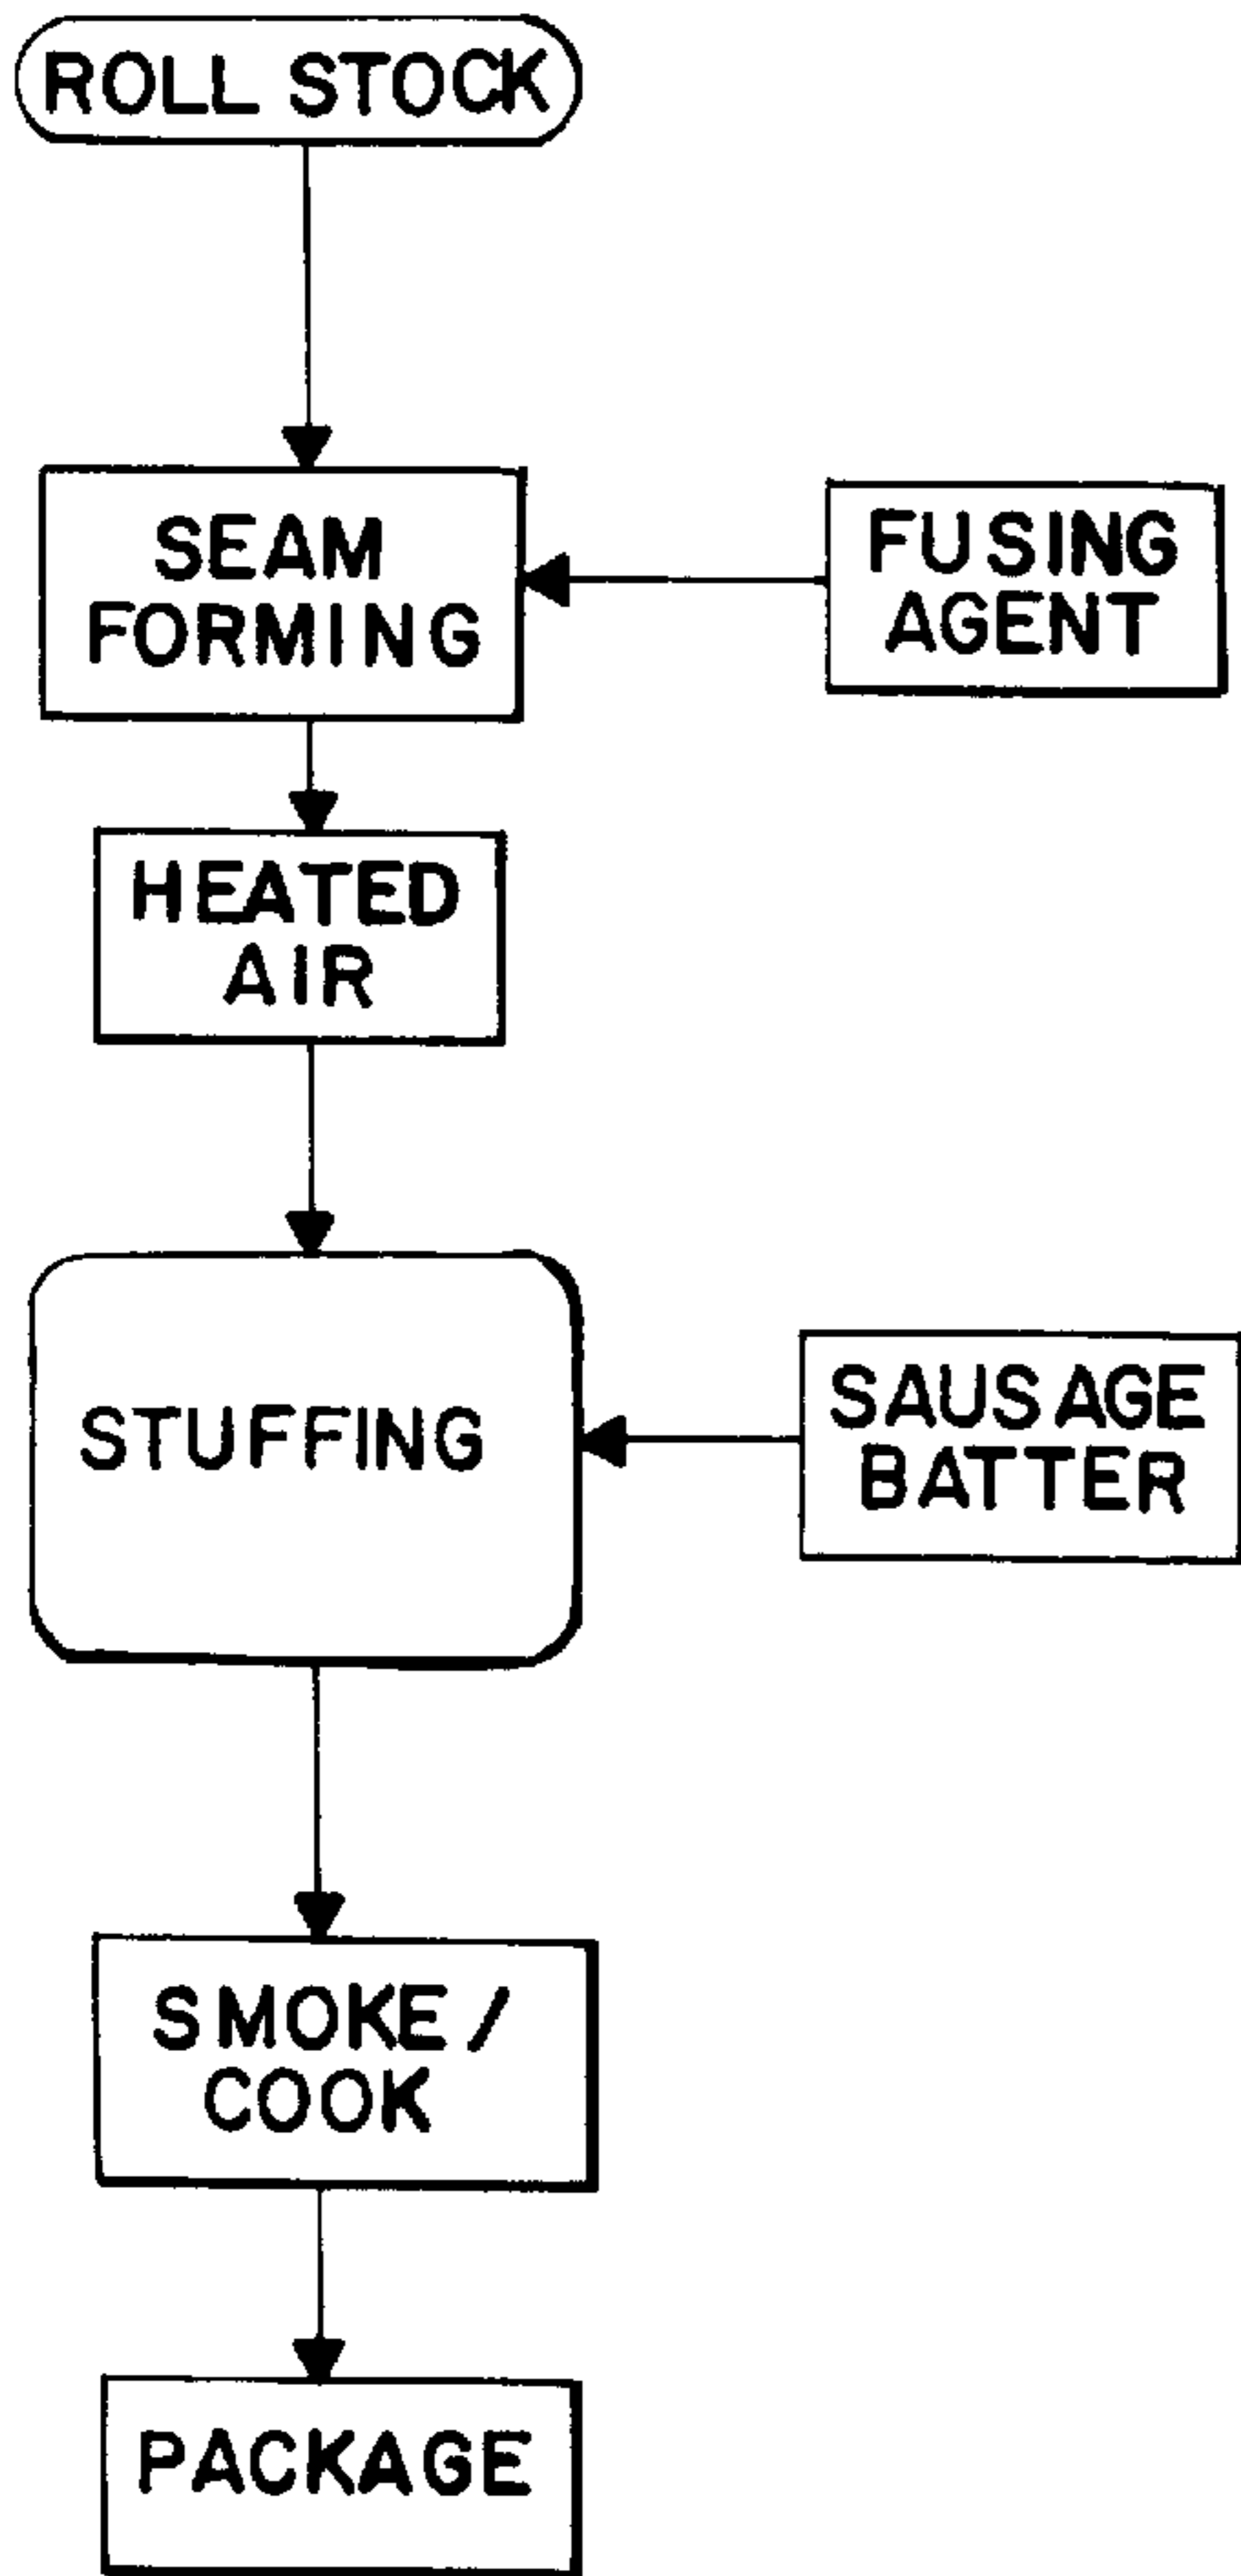 ROLL STOCK
SEAM
FORMING
FUSING
AGENT
HEATED
AIR
STUFFING
SAUSAGE
BATTER
SMOKE/
COOK
PACKAGE